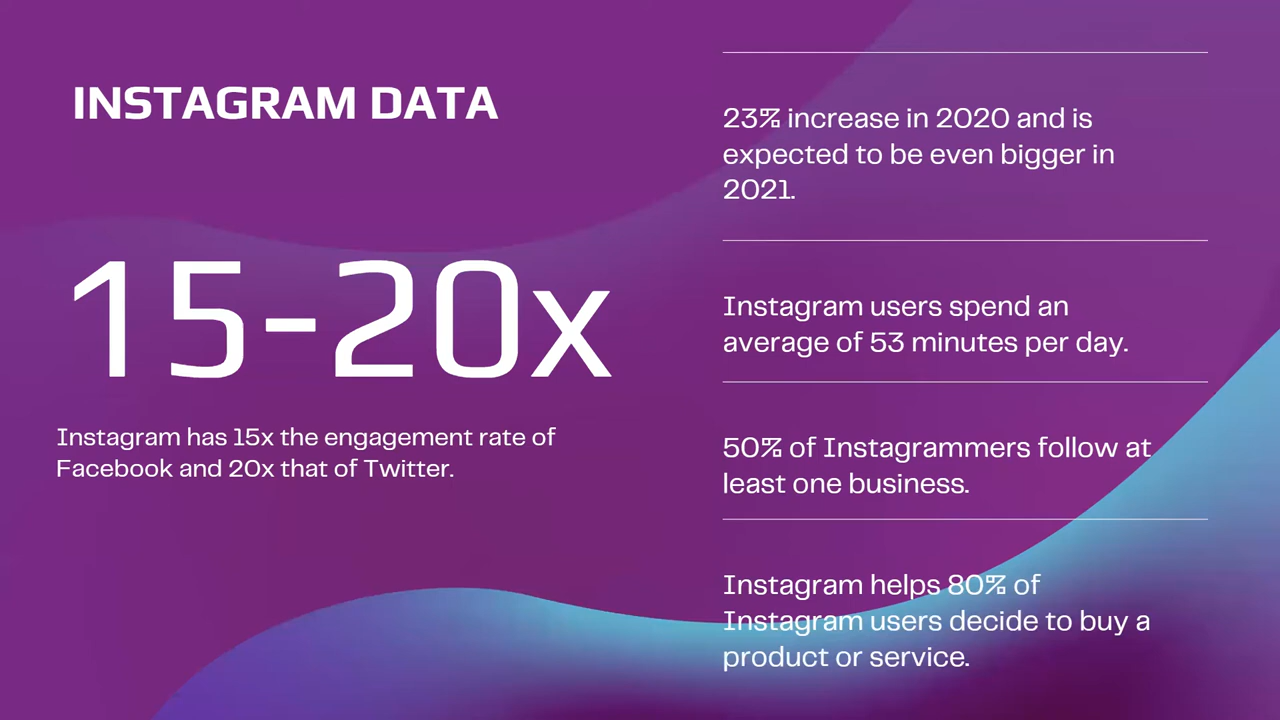 INSTAGRAM DATA
15-20x
Instagram has 15x the engagement rate of
Facebook and 20x that of Twitter.
23% increase in 2020 and is
expected to be even bigger in
2021.
Instagram users spend an
average of 53 minutes per day.
50% of Instagrammers follow at
least one business.
Instagram helps 80% of
Instagram users decide to buy a
product or service.